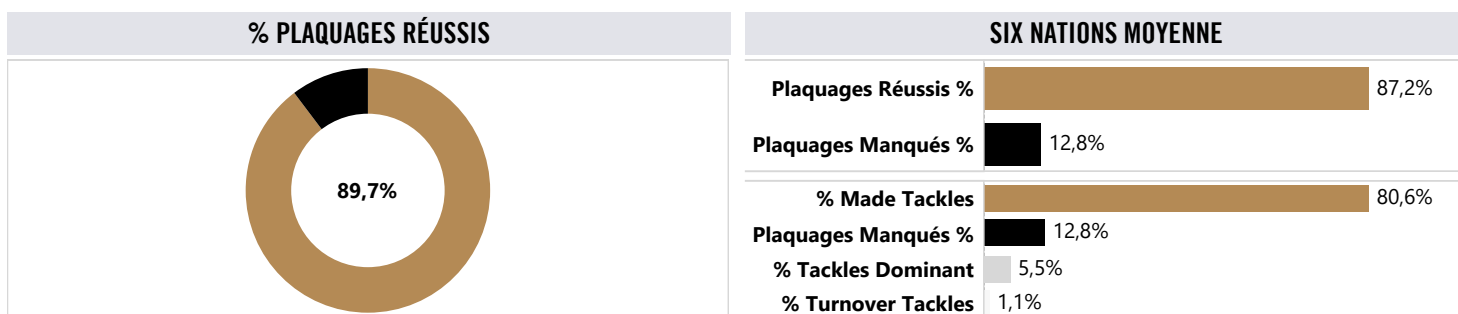 % PLAQUAGES RÉUSSIS
89,7%
SIX NATIONS MOYENNE
Plaquages Réussis % 87,2%
Plaquages Manqués % 12,8%
% Made Tackles 80,6%
Plaquages Manqués % 12,8%
% Tackles Dominant 5,5%
% Turnover Tackles 1,1%